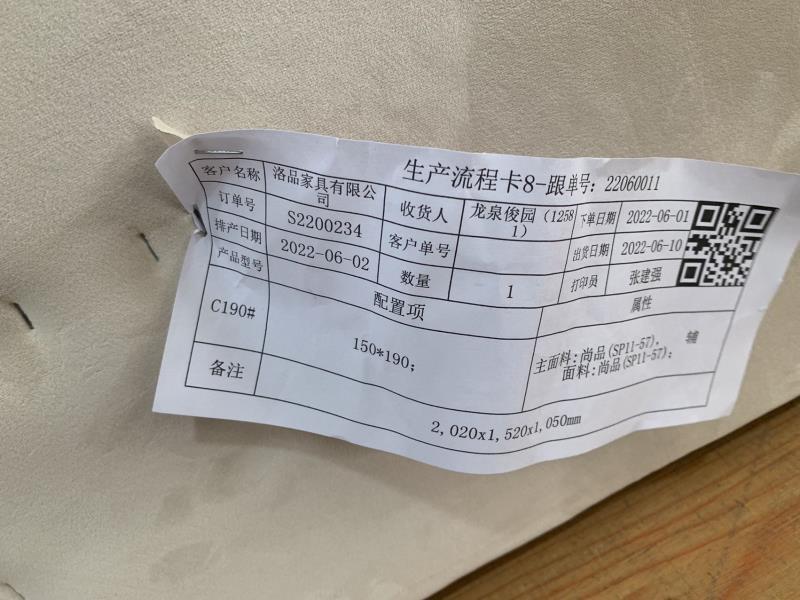 生产流程卡8-跟单号: 22060011
客户名称 洛品家具有限公司 收货人 龙泉俊园(12581) 下单日期 2022-06-01
订单号 S2200234 客户单号 出货日期 2022-06-10
排产日期 2022-06-02 数量 1 打印员 张建强
产品型号 配置项 属性
C190# 150*190; 主面料:尚品(SP11-57), 辅
面料:尚品(SP11-57);
备注 2,020x1,520x1,050mm